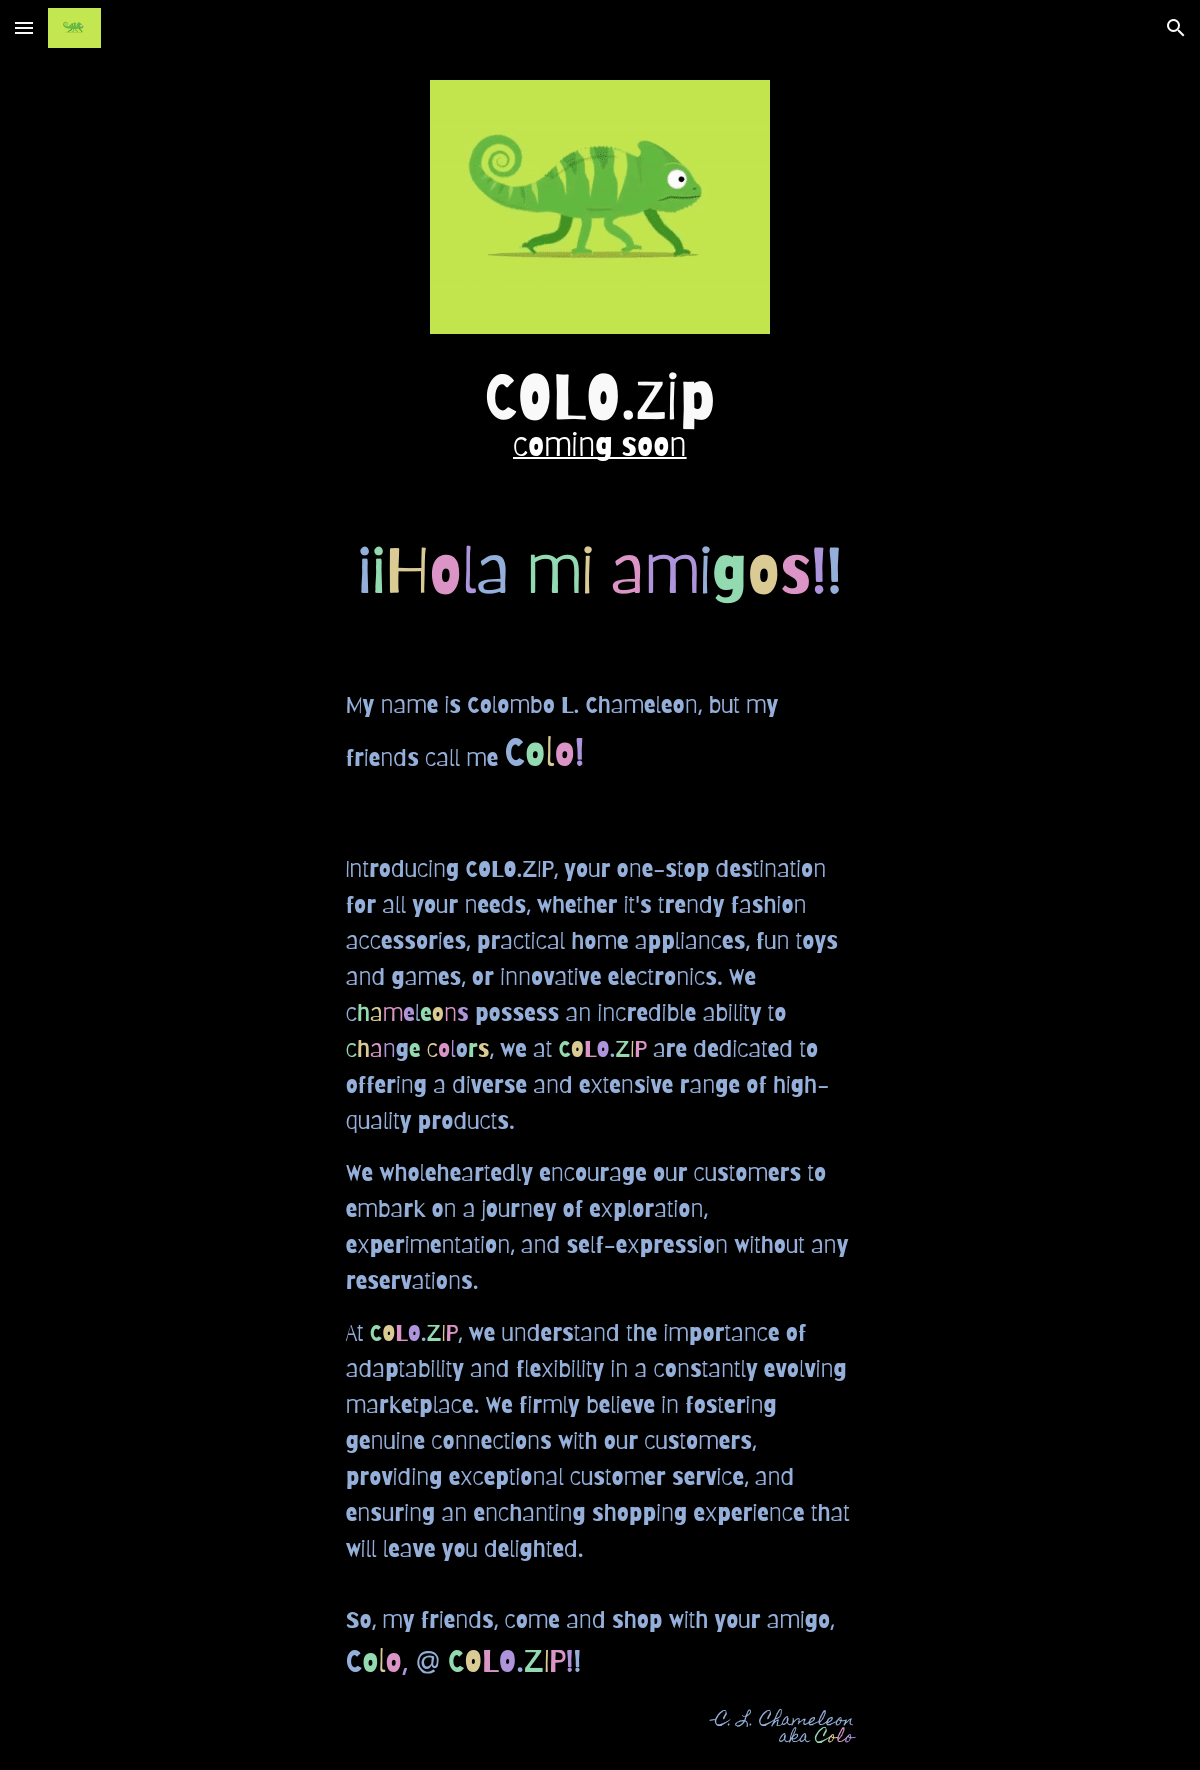 COLO.zip
coming soon
¡¡Hola mi amigos!!
My name is Colombo L. Chameleon, but my
friends call me Colo!
Introducing COLO.ZIP, your one-stop destination
for all your needs, whether it's trendy fashion
accessories, practical home appliances, fun toys
and games, or innovative electronics. We
chameleons possess an incredible ability to
change colors, we at COLO.ZIP are dedicated to
offering a diverse and extensive range of high-
quality products.
We wholeheartedly encourage our customers to
embark on a journey of exploration,
experimentation, and self-expression without any
reservations.
At COLO.ZIP, we understand the importance of
adaptability and flexibility in a constantly evolving
marketplace. We firmly believe in fostering
genuine connections with our customers,
providing exceptional customer service, and
ensuring an enchanting shopping experience that
will leave you delighted.
So, my friends, come and shop with your amigo,
Colo, @ COLO.ZIP!!
-C. L. Chameleon
aka Colo